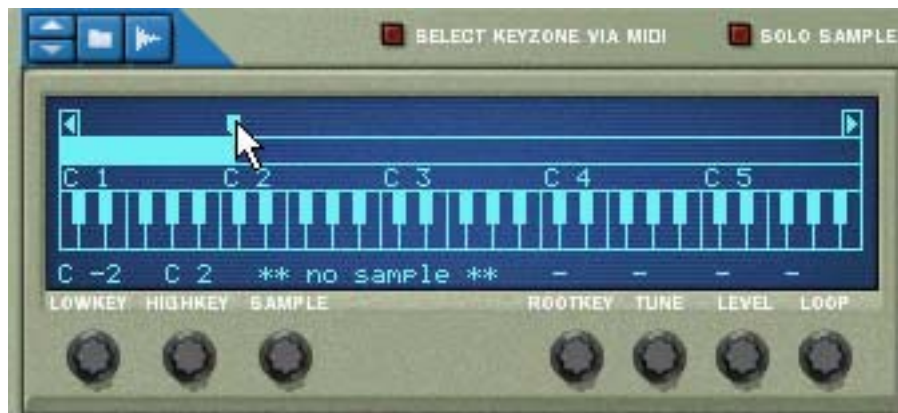 SELECT KEYZONE VIA MIDI SOLO SAMPLE
C 1 C 2 C 3 C 4 C 5
C -2 C 2 ** no sample ** - - - -
LOWKEY HIGHKEY SAMPLE ROOTKEY TUNE LEVEL LOOP